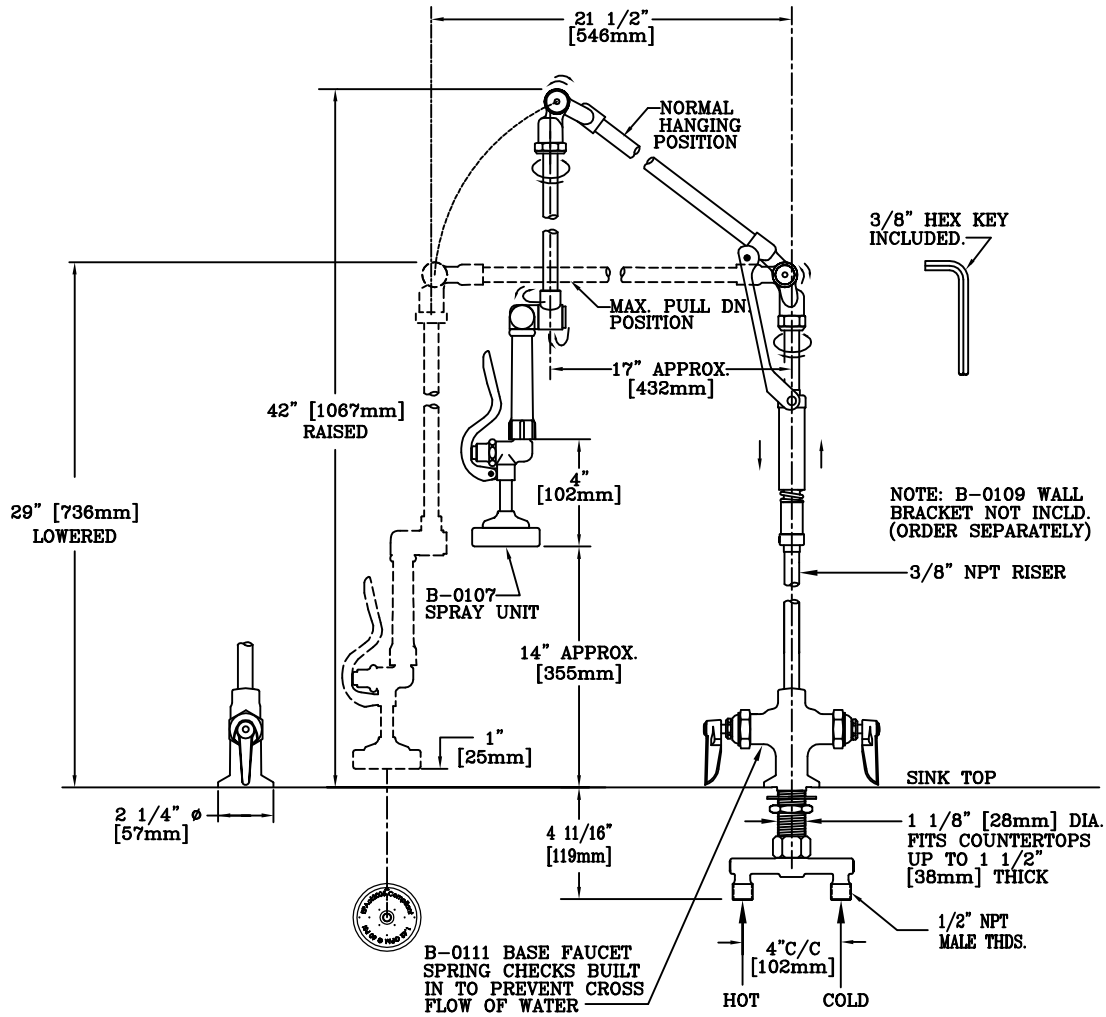 21 1/2"
[546mm]
NORMAL
HANGING
POSITION
3/8" HEX KEY
INCLUDED.
MAX. PULL DN.
POSITION
17" APPROX.
[432mm]
42" [1067mm]
RAISED
4"
[102mm]
29" [736mm]
LOWERED
NOTE: B-0109 WALL
BRACKET NOT INCLD.
(ORDER SEPARATELY)
3/8" NPT RISER
B-0107
SPRAY UNIT
14" APPROX.
[355mm]
1"
[25mm]
SINK TOP
2 1/4" ø
[57mm]
4 11/16"
[119mm]
1 1/8" [28mm] DIA.
FITS COUNTERTOPS
UP TO 1 1/2"
[38mm] THICK
1/2" NPT
MALE THDS.
B-0111 BASE FAUCET
SPRING CHECKS BUILT
IN TO PREVENT CROSS
FLOW OF WATER
4"C/C
[102mm]
HOT
COLD